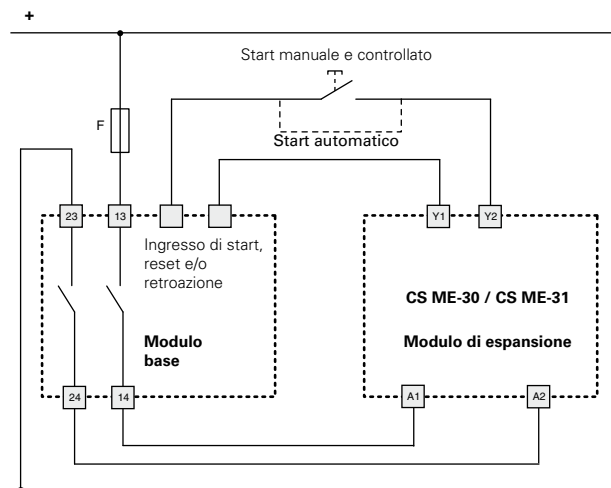 +
Start manuale e controllato
F
Start automatico
23
13
Y1
Y2
Ingresso di start,
reset e/o
retroazione
CS ME-30 / CS ME-31
Modulo
base
Modulo di espansione
24
14
A1
A2